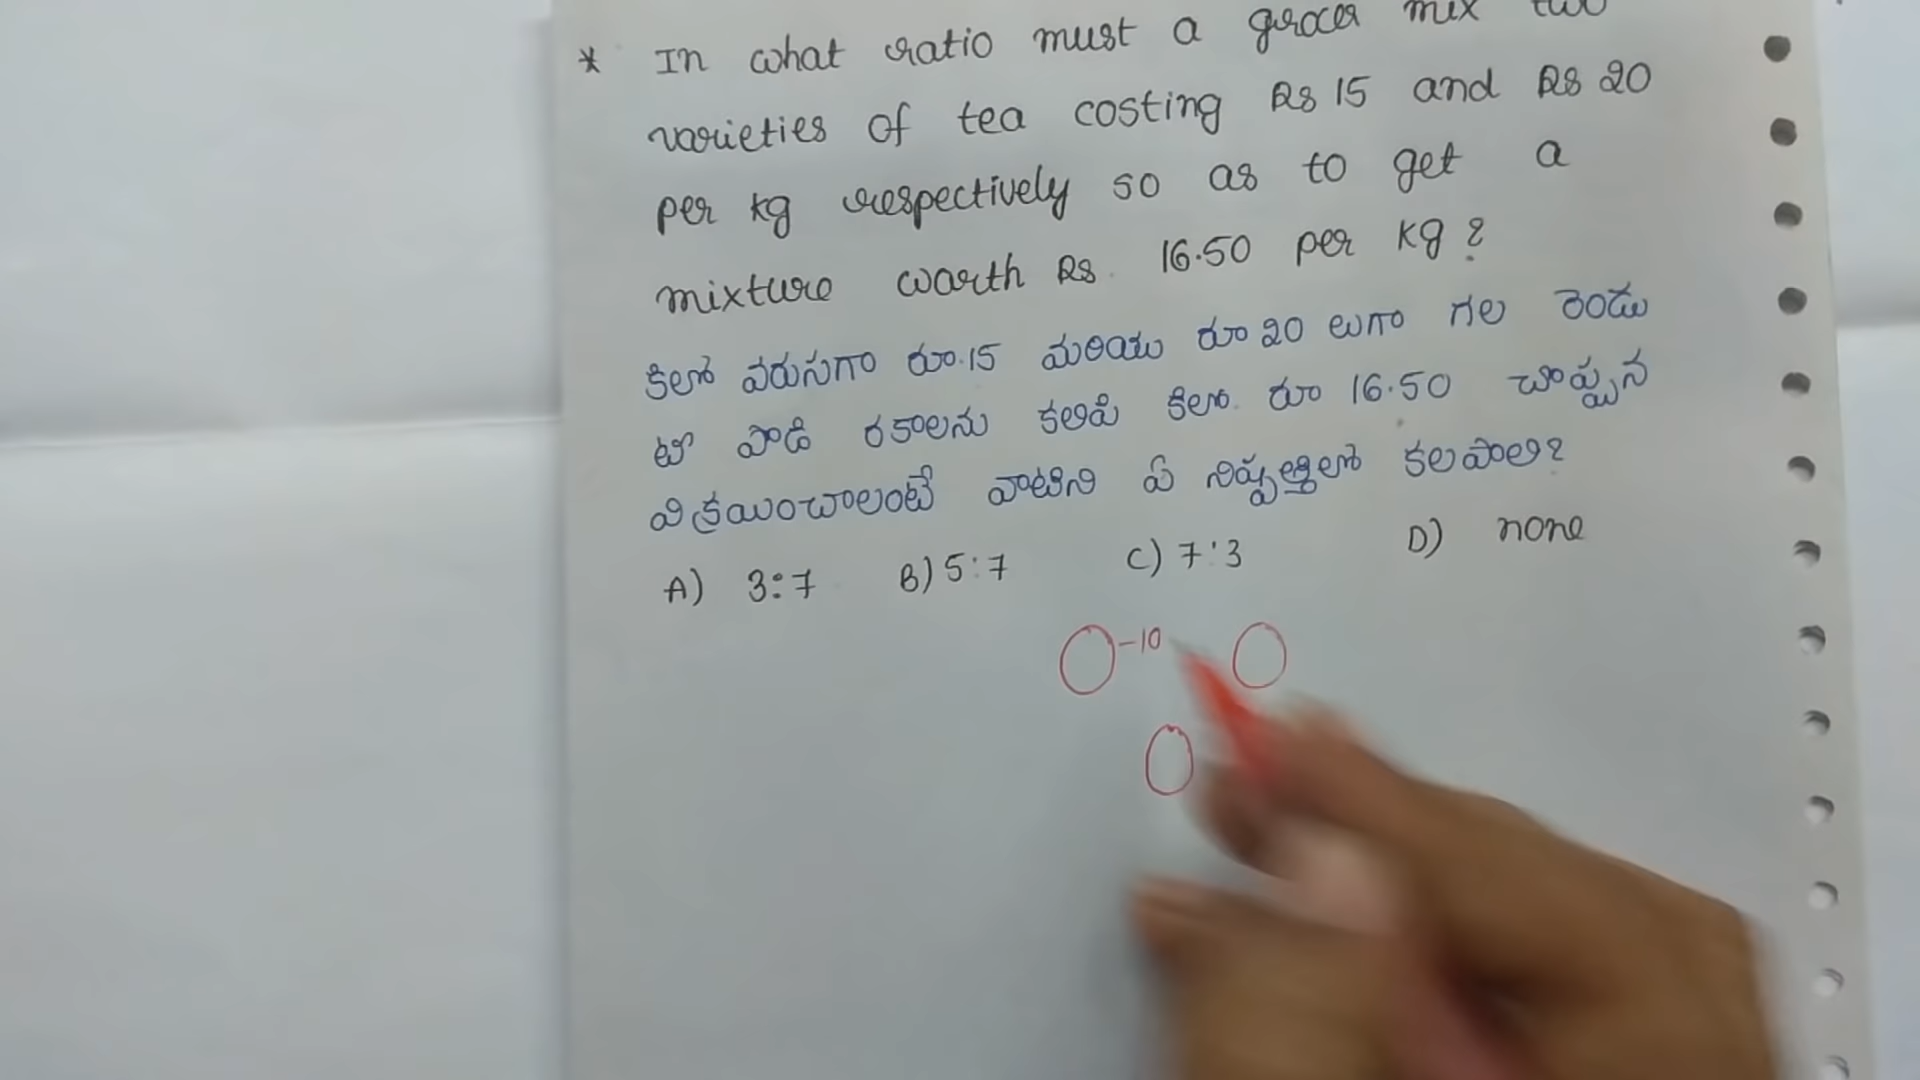 * In what ratio must a grocer mix two
varieties of tea costing Rs 15 and Rs 20
per kg respectively so as to get a
mixture warth Rs. 16.50 per kg?
కిలో వరుసగా రూ.15 మరియు రూ 20 లుగా గల రెండు
టీ పొడి రకాలను కలిపి కిలో. రూ 16.50 చొప్పున
విక్రయించాలంటే వాటిని ఏ నిష్పత్తిలో కలపాలి?
A) 3:7 B) 5:7 C) 7:3 D) none
-10